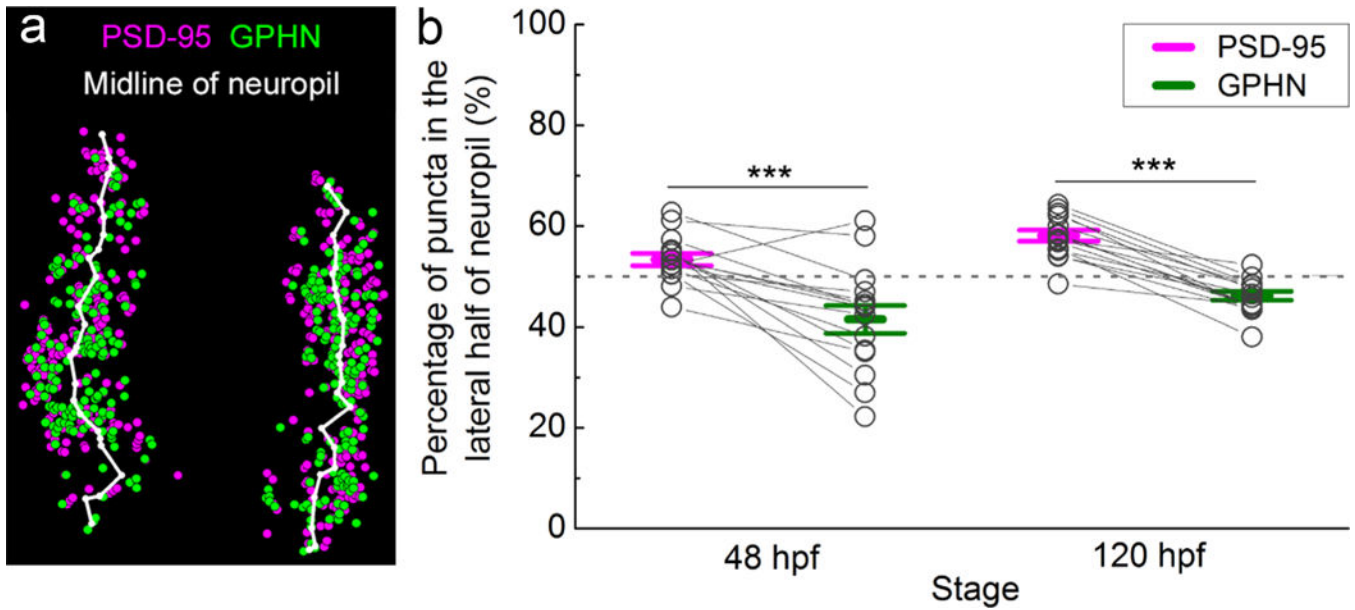 a
PSD-95 GPHN
Midline of neuropil
b
Percentage of puncta in the
lateral half of neuropil (%)
100
80
60
40
20
0
PSD-95
GPHN
***
***
48 hpf
120 hpf
Stage